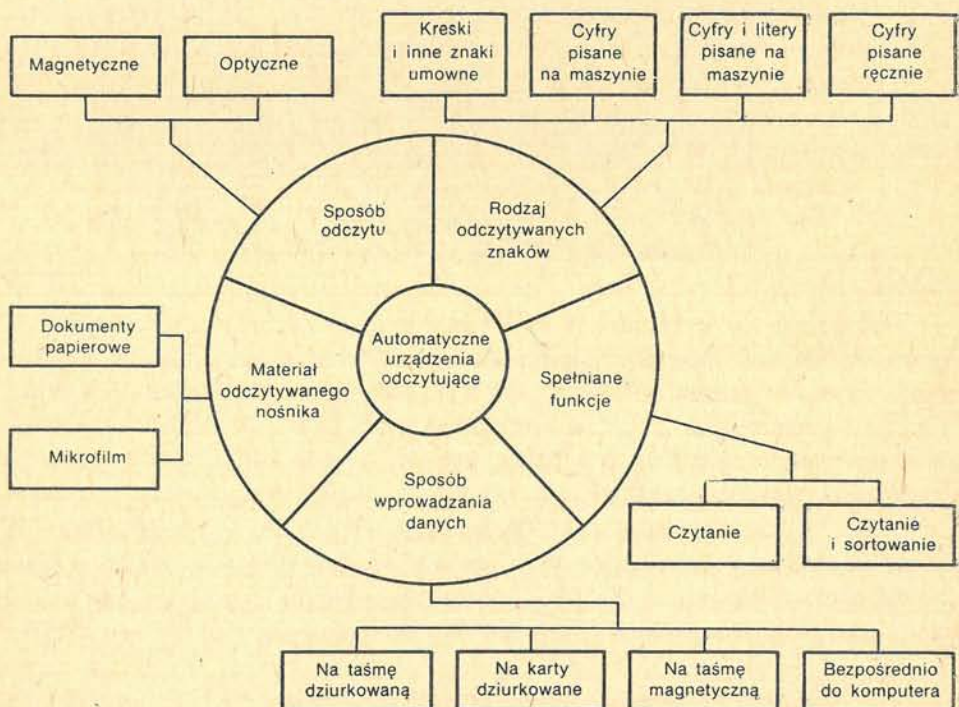 Magnetyczne
Optyczne
Kreski
i inne znaki
umowne
Cyfry
pisane
na maszynie
Cyfry i litery
pisane na
maszynie
Cyfry
pisane
ręcznie
Sposób
odczytu
Rodzaj
odczytywanych
znaków
Dokumenty
papierowe
Mikrofilm
Materiał
odczytywanego
nośnika
Automatyczne
urządzenia
odczytujące
Spełniane
funkcje
Sposób
wprowadzania
danych
Czytanie
Czytanie
i sortowanie
Na taśmę
dziurkowaną
Na karty
dziurkowane
Na taśmę
magnetyczną
Bezpośrednio
do komputera